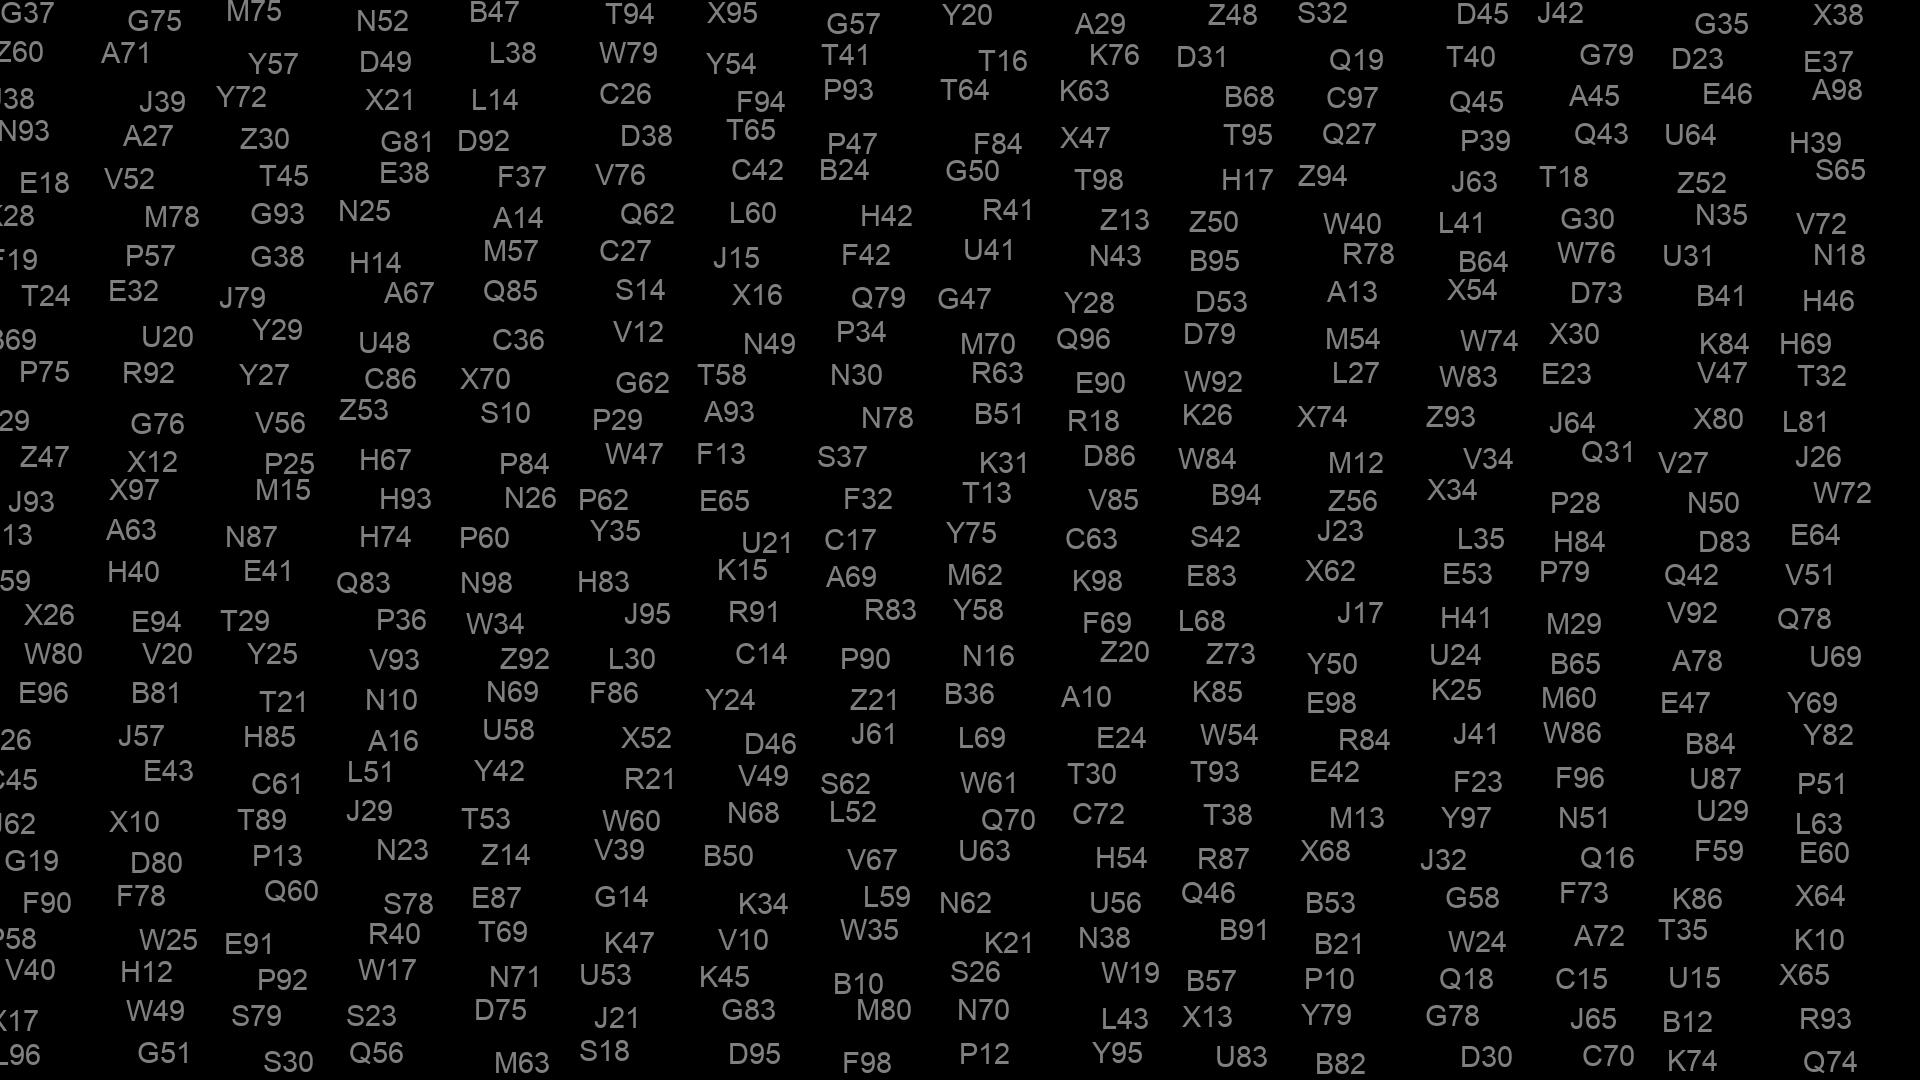 G37 G75 M75 N52 B47 T94 X95 G57 Y20 A29 Z48 S32 D45 J42 G35 X38
Z60 A71 Y57 D49 L38 W79 Y54 T41 T16 K76 D31 Q19 T40 G79 D23 E37
J39 Y72 X21 L14 C26 F94 P93 T64 K63 B68 C97 Q45 A45 E46 A98
N93 A27 Z30 G81 D92 D38 T65 P47 F84 X47 T95 Q27 P39 Q43 U64 H39
E18 V52 T45 E38 F37 V76 C42 B24 G50 T98 H17 Z94 J63 T18 Z52 S65
M78 G93 N25 A14 Q62 L60 H42 R41 Z13 Z50 W40 L41 G30 N35 V72
F19 P57 G38 H14 M57 C27 J15 F42 U41 N43 B95 R78 B64 W76 U31 N18
T24 E32 J79 A67 Q85 S14 X16 Q79 G47 Y28 D53 A13 X54 D73 B41 H46
U20 Y29 U48 C36 V12 N49 P34 M70 Q96 D79 M54 W74 X30 K84 H69
P75 R92 Y27 C86 X70 G62 T58 N30 R63 E90 W92 L27 W83 E23 V47 T32
29 G76 V56 Z53 S10 P29 A93 N78 B51 R18 K26 X74 Z93 J64 X80 L81
Z47 X12 P25 H67 P84 W47 F13 S37 K31 D86 W84 M12 V34 Q31 V27 J26
J93 X97 M15 H93 N26 P62 E65 F32 T13 V85 B94 Z56 X34 P28 N50 W72
13 A63 N87 H74 P60 Y35 U21 C17 Y75 C63 S42 J23 L35 H84 D83 E64
59 H40 E41 Q83 N98 H83 K15 A69 M62 K98 E83 X62 E53 P79 Q42 V51
X26 E94 T29 P36 W34 J95 R91 R83 Y58 F69 L68 J17 H41 M29 V92 Q78
W80 V20 Y25 V93 Z92 L30 C14 P90 N16 Z20 Z73 Y50 U24 B65 A78 U69
E96 B81 T21 N10 N69 F86 Y24 Z21 B36 A10 K85 E98 K25 M60 E47 Y69
26 J57 H85 A16 U58 X52 D46 J61 L69 E24 W54 R84 J41 W86 B84 Y82
C45 E43 C61 L51 Y42 R21 V49 S62 W61 T30 T93 E42 F23 F96 U87 P51
X10 T89 J29 T53 W60 N68 L52 Q70 C72 T38 M13 Y97 N51 U29 L63
G19 D80 P13 N23 Z14 V39 B50 V67 U63 H54 R87 X68 J32 Q16 F59 E60
F90 F78 Q60 S78 E87 G14 K34 L59 N62 U56 Q46 B53 G58 F73 K86 X64
P58 W25 E91 R40 T69 K47 V10 W35 K21 N38 B91 B21 W24 A72 T35 K10
V40 H12 P92 W17 N71 U53 K45 B10 S26 W19 B57 P10 Q18 C15 U15 X65
X17 W49 S79 S23 D75 J21 G83 M80 N70 L43 X13 Y79 G78 J65 B12 R93
L96 G51 S30 Q56 M63 S18 D95 F98 P12 Y95 U83 B82 D30 C70 K74 Q74